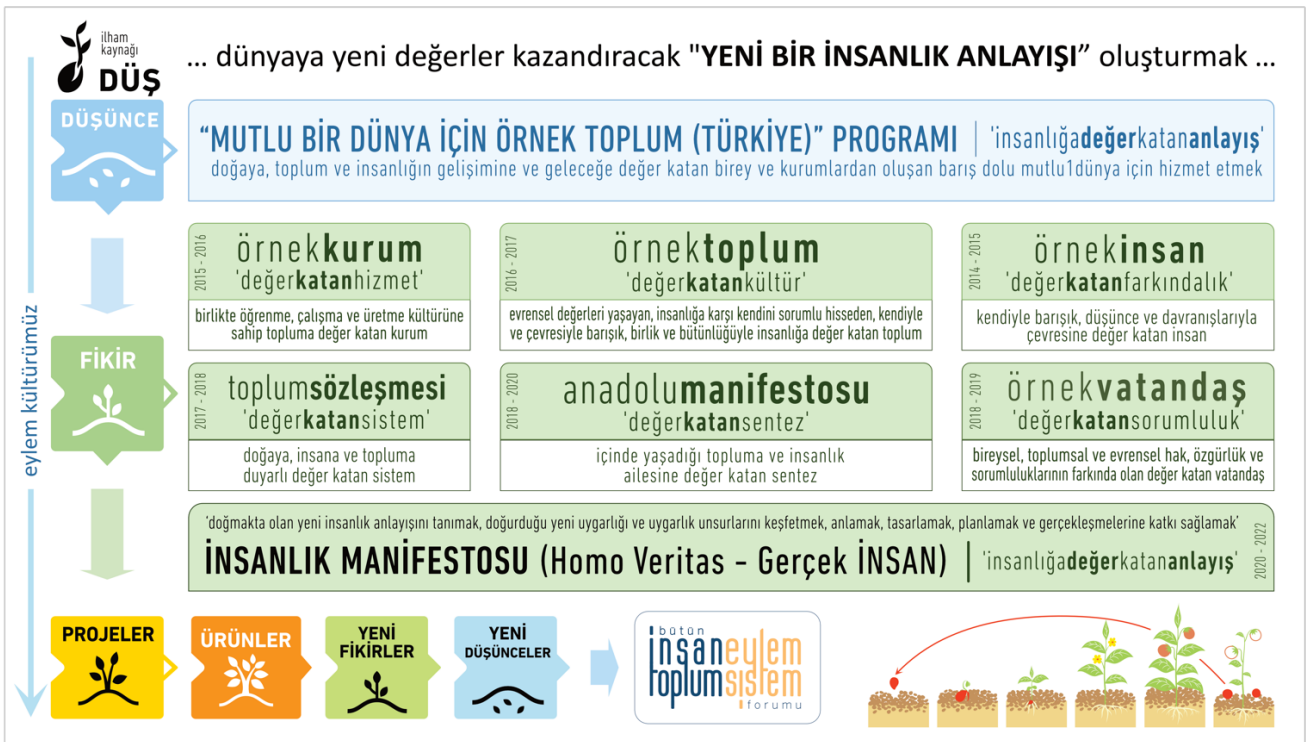 ilham
kaynağı
DÜŞ
... dünyaya yeni değerler kazandıracak "YENİ BİR İNSANLIK ANLAYIŞI” oluşturmak ...
DÜŞÜNCE
“MUTLU BİR DÜNYA İÇİN ÖRNEK TOPLUM (TÜRKİYE)” PROGRAMI | 'insanlığadeğerkatananlayış'
doğaya, toplum ve insanlığın gelişimine ve geleceğe değer katan birey ve kurumlardan oluşan barış dolu mutlu1dünya için hizmet etmek
eylem kültürümüz
FİKİR
2015 - 2016
örnekkurum
'değerkatanhizmet'
birlikte öğrenme, çalışma ve üretme kültürüne
sahip topluma değer katan kurum
2016 - 2017
örnektoplum
'değerkatankültür'
evrensel değerleri yaşayan, insanlığa karşı kendini sorumlu hisseden, kendiyle
ve çevresiyle barışık, birlik ve bütünlüğüyle insanlığa değer katan toplum
2014 - 2015
örnekinsan
'değerkatanfarkındalık'
kendiyle barışık, düşünce ve davranışlarıyla
çevresine değer katan insan
2017 - 2018
toplumsözleşmesi
'değerkatansistem'
doğaya, insana ve topluma
duyarlı değer katan sistem
2018 - 2020
anadolumanifestosu
'değerkatansentez'
içinde yaşadığı topluma ve insanlık
ailesine değer katan sentez
2018 - 2019
örnekvatandaş
'değerkatansorumluluk'
bireysel, toplumsal ve evrensel hak, özgürlük ve
sorumluluklarının farkında olan değer katan vatandaş
'doğmakta olan yeni insanlık anlayışını tanımak, doğurduğu yeni uygarlığı ve uygarlık unsurlarını keşfetmek, anlamak, tasarlamak, planlamak ve gerçekleşmelerine katkı sağlamak'
İNSANLIK MANİFESTOSU (Homo Veritas - Gerçek İNSAN) | 'insanlığadeğerkatananlayış'
2020 - 2022
PROJELER
ÜRÜNLER
YENİ
FİKİRLER
YENİ
DÜŞÜNCELER
bütün
insaneylem
toplumsistem
forumu